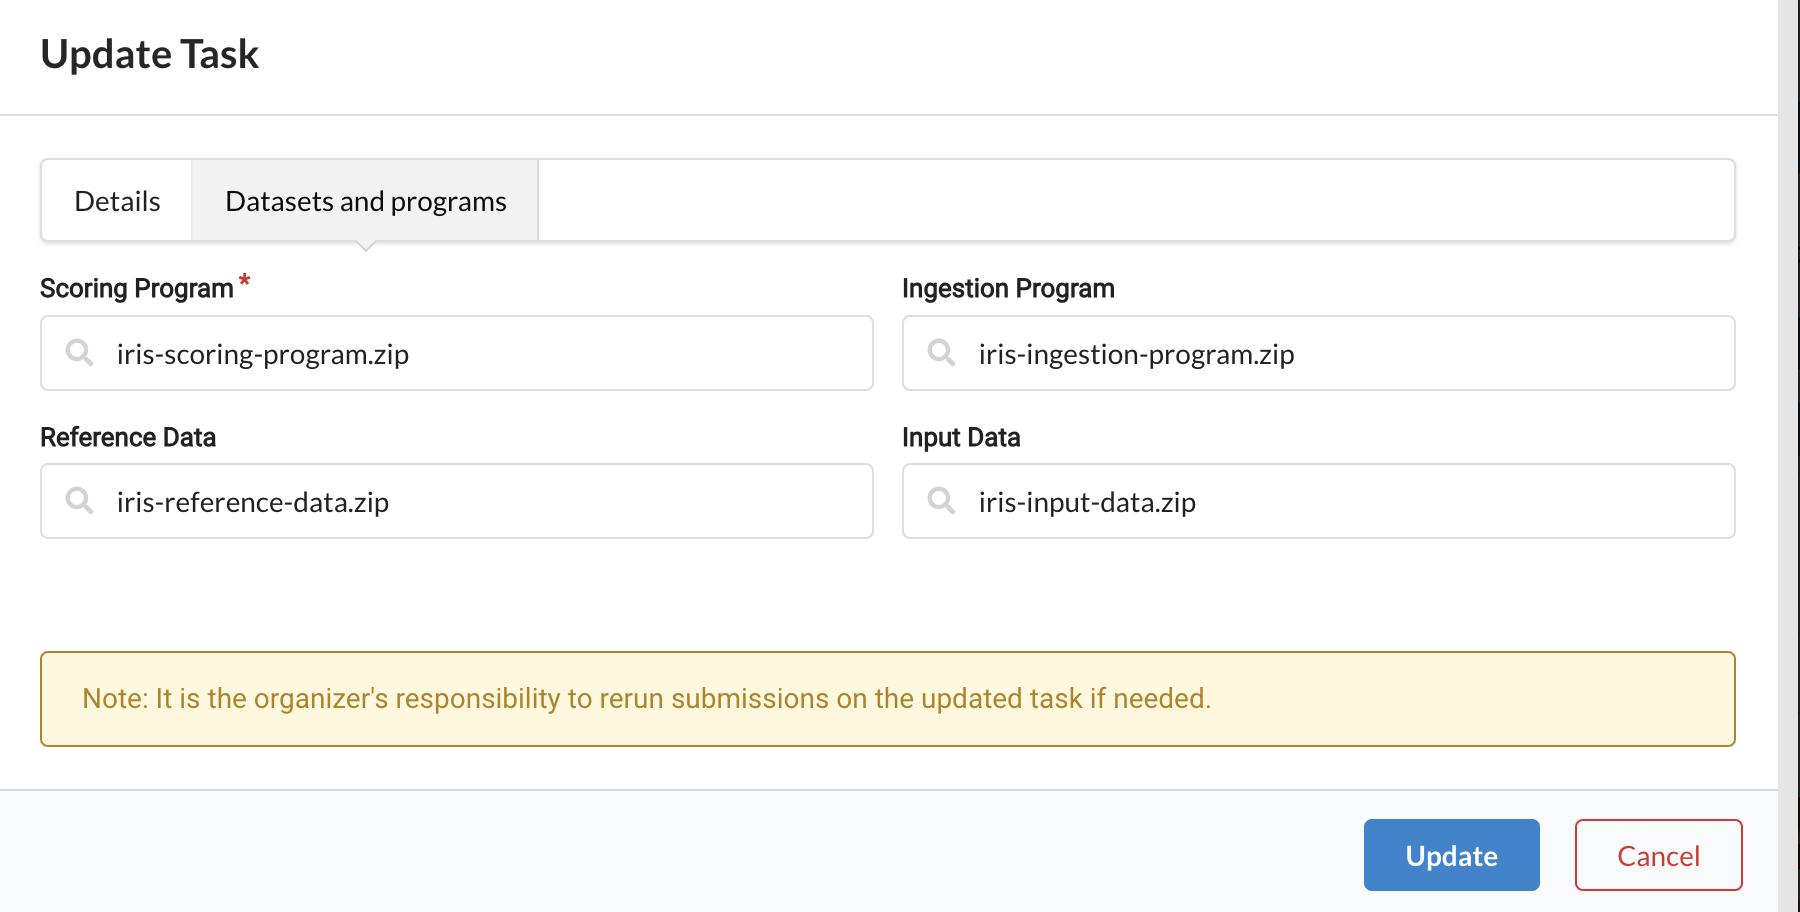 Update Task
Details
Datasets and programs
Scoring Program *
Ingestion Program
iris-scoring-program.zip
iris-ingestion-program.zip
Reference Data
Input Data
iris-reference-data.zip
iris-input-data.zip
Note: It is the organizer's responsibility to rerun submissions on the updated task if needed.
Update
Cancel